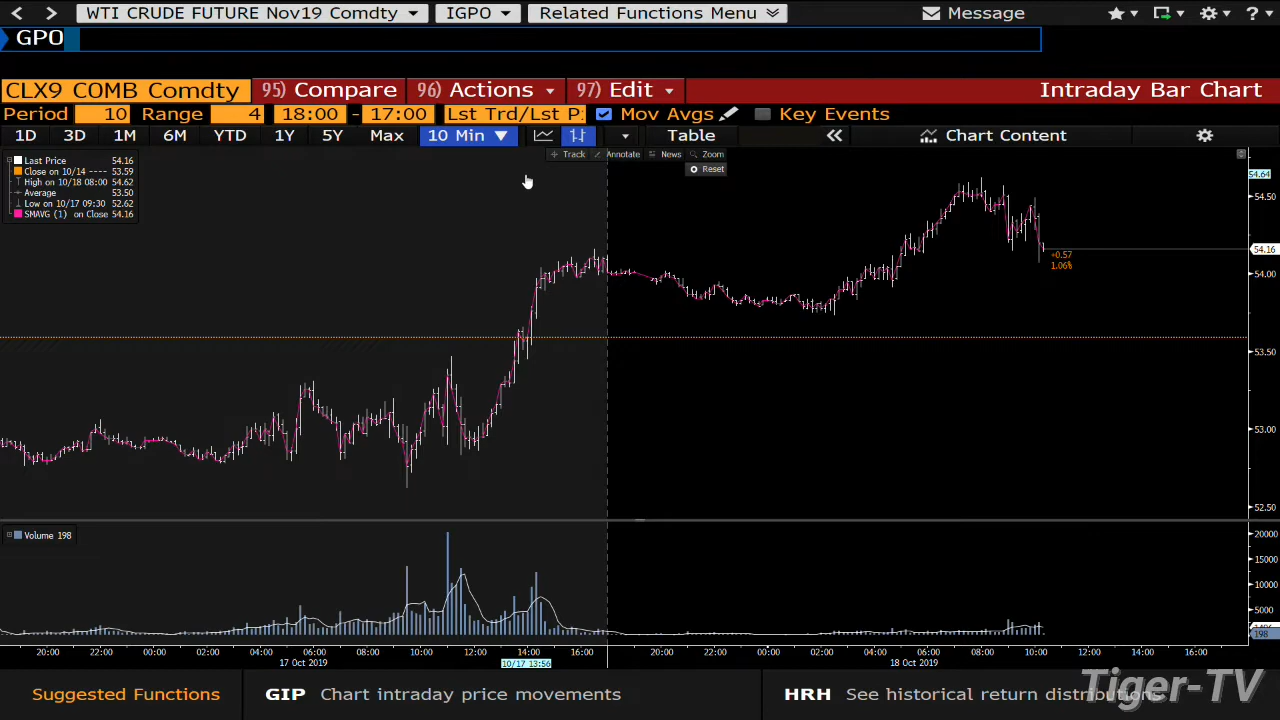 WTI CRUDE FUTURE Nov19 Comdty IGPO Related Functions Menu Message
GPO
CLX9 COMB Comdty 95) Compare 96) Actions 97) Edit Intraday Bar Chart
Period 10 Range 4 18:00 - 17:00 Lst Trd/Lst P Mov Avgs Key Events
1D 3D 1M 6M YTD 1Y 5Y Max 10 Min Table Chart Content
Track Annotate News Zoom
Reset
Last Price 54.16
Close on 10/14 ---- 53.59
High on 10/18 08:00 54.62
Average 53.50
Low on 10/17 09:30 52.62
SMAVG (1) on Close 54.16
54.64
54.50
54.16
+0.57
1.06%
54.00
53.50
53.00
52.50
Volume 198
20000
15000
10000
5000
198
20:00 22:00 00:00 02:00 04:00 06:00 08:00 10:00 12:00 14:00 16:00 20:00 22:00 00:00 02:00 04:00 06:00 08:00 10:00 12:00 14:00 16:00
17 Oct 2019 10/17 13:56 18 Oct 2019
Suggested Functions GIP Chart intraday price movements HRH See historical return distributions
Tiger-TV